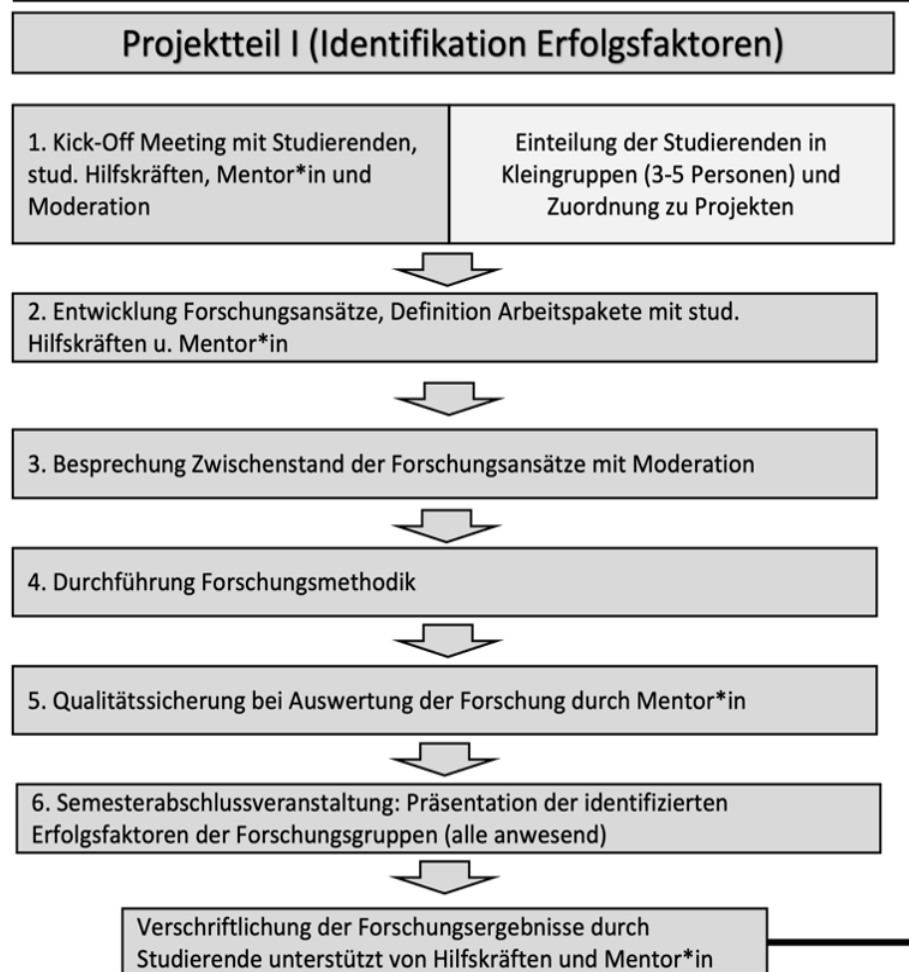 Projektteil I (Identifikation Erfolgsfaktoren)
1. Kick-Off Meeting mit Studierenden,
stud. Hilfskräften, Mentor*in und
Moderation
Einteilung der Studierenden in
Kleingruppen (3-5 Personen) und
Zuordnung zu Projekten
2. Entwicklung Forschungsansätze, Definition Arbeitspakete mit stud.
Hilfskräften u. Mentor*in
3. Besprechung Zwischenstand der Forschungsansätze mit Moderation
4. Durchführung Forschungsmethodik
5. Qualitätssicherung bei Auswertung der Forschung durch Mentor*in
6. Semesterabschlussveranstaltung: Präsentation der identifizierten
Erfolgsfaktoren der Forschungsgruppen (alle anwesend)
Verschriftlichung der Forschungsergebnisse durch
Studierende unterstützt von Hilfskräften und Mentor*in